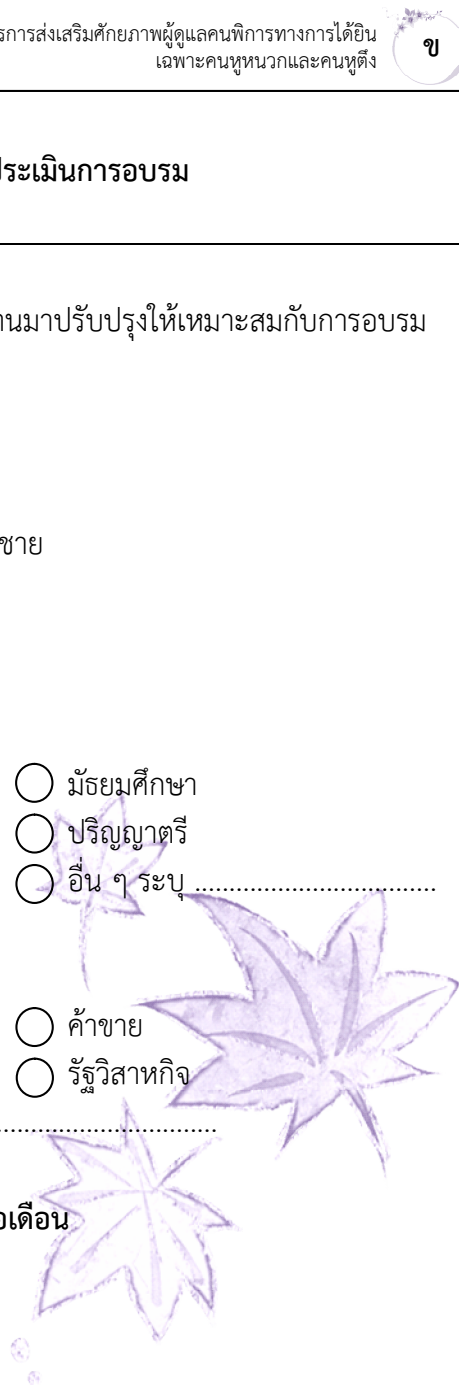 รการส่งเสริมศักยภาพผู้ดูแลคนพิการทางการได้ยิน
เฉพาะคนหูหนวกและคนหูตึง
ข
ประเมินการอบรม
านมาปรับปรุงให้เหมาะสมกับการอบรม
ชาย
มัธยมศึกษา
ปริญญาตรี
อื่น ๆ ระบุ ..................................
ค้าขาย
รัฐวิสาหกิจ
...............................
อเดือน